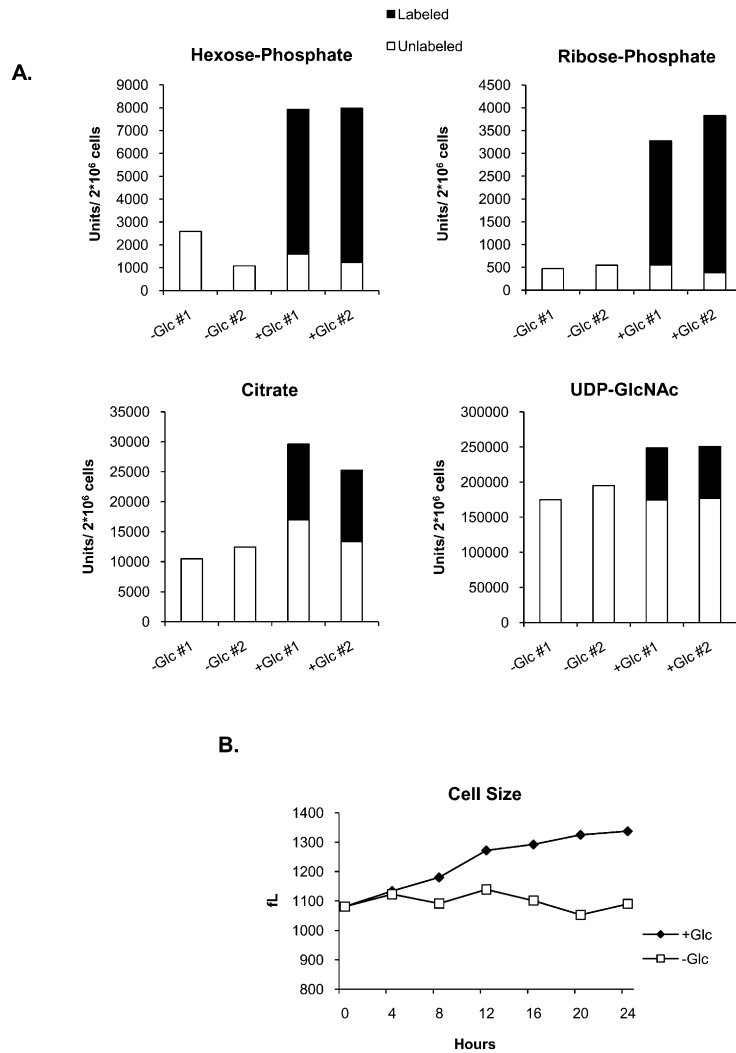 Labeled
Unlabeled
A.
Hexose-Phosphate
Units/ 2*10⁶ cells
9000
8000
7000
6000
5000
4000
3000
2000
1000
0
-Glc #1
-Glc #2
+Glc #1
+Glc #2
Ribose-Phosphate
Units/ 2*10⁶ cells
4500
4000
3500
3000
2500
2000
1500
1000
500
0
-Glc #1
-Glc #2
+Glc #1
+Glc #2
Citrate
Units/ 2*10⁶ cells
35000
30000
25000
20000
15000
10000
5000
0
-Glc #1
-Glc #2
+Glc #1
+Glc #2
UDP-GlcNAc
Units/ 2*10⁶ cells
300000
250000
200000
150000
100000
50000
0
-Glc #1
-Glc #2
+Glc #1
+Glc #2
B.
Cell Size
fL
1400
1300
1200
1100
1000
900
800
0 4 8 12 16 20 24
Hours
+Glc
-Glc